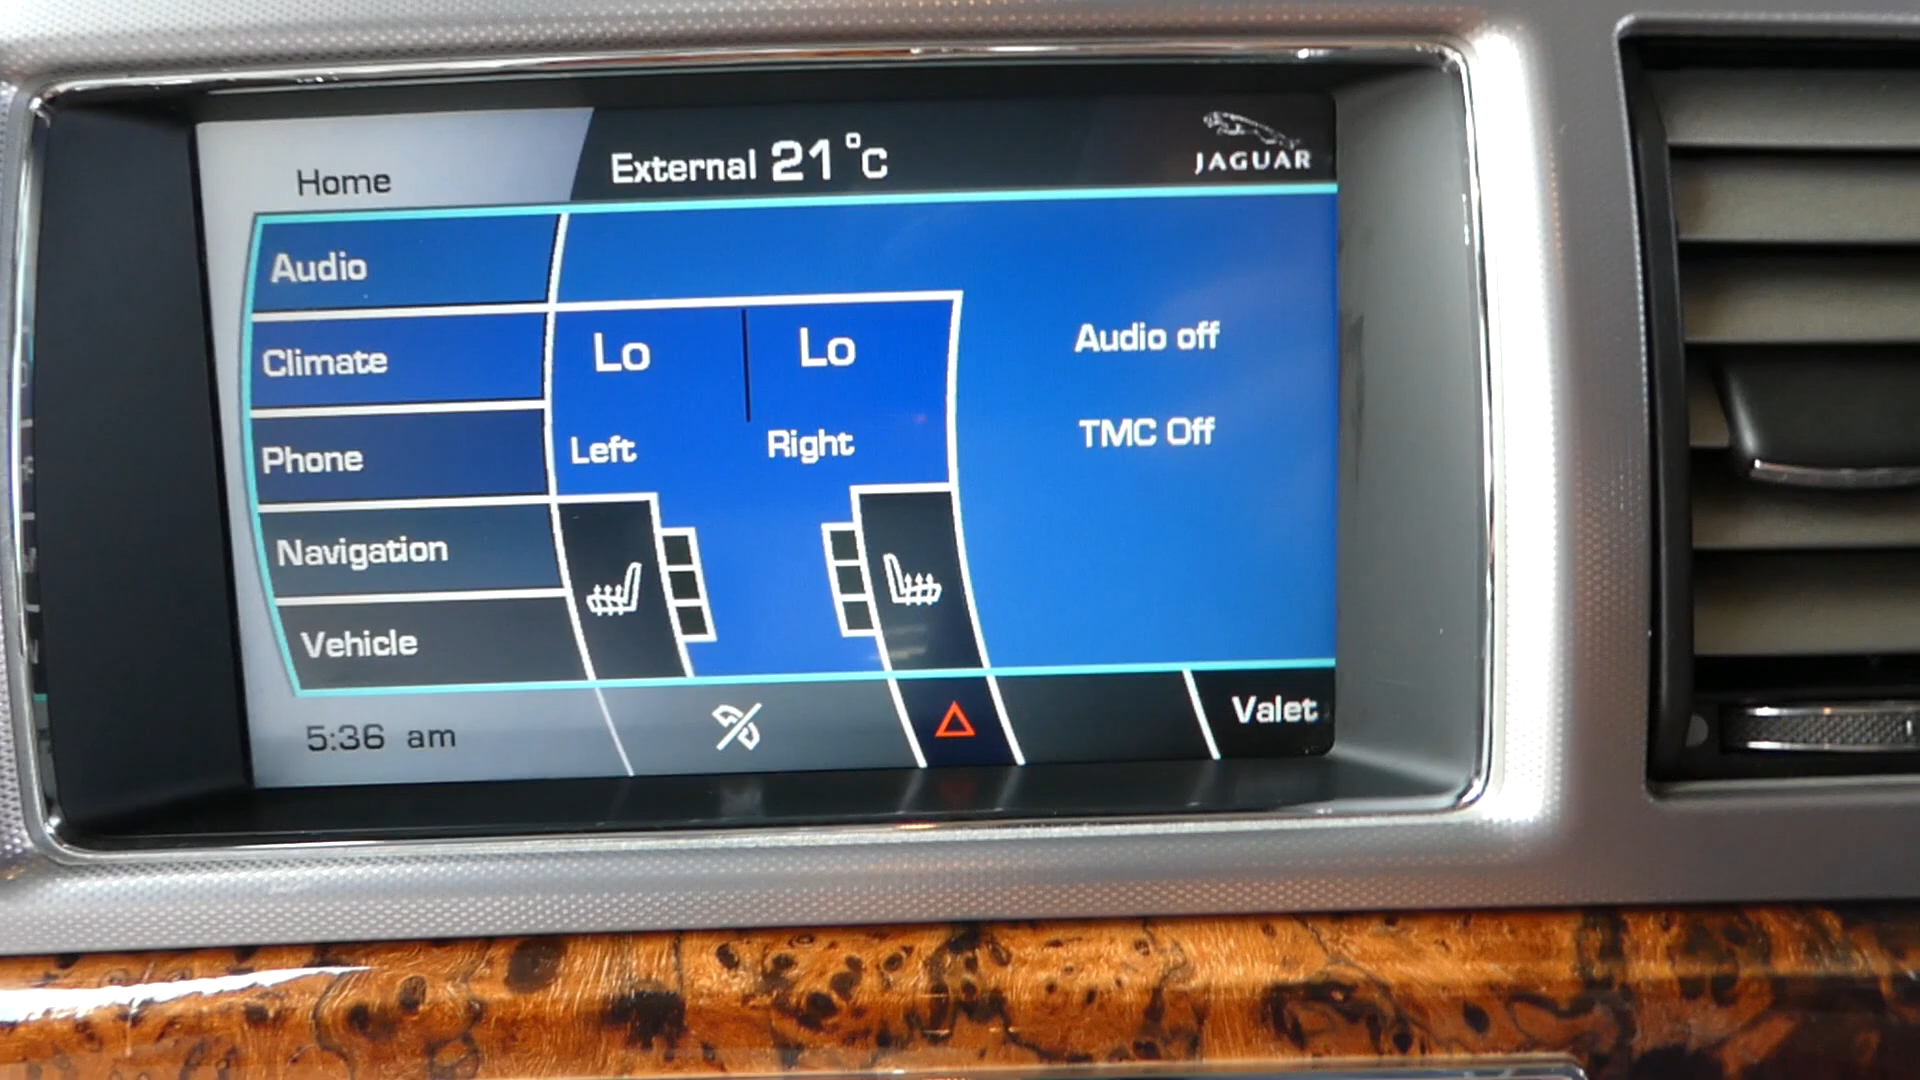 Home
External 21°C
JAGUAR
Audio
Climate
Phone
Navigation
Vehicle
Lo
Lo
Left
Right
Audio off
TMC Off
5:36 am
Valet